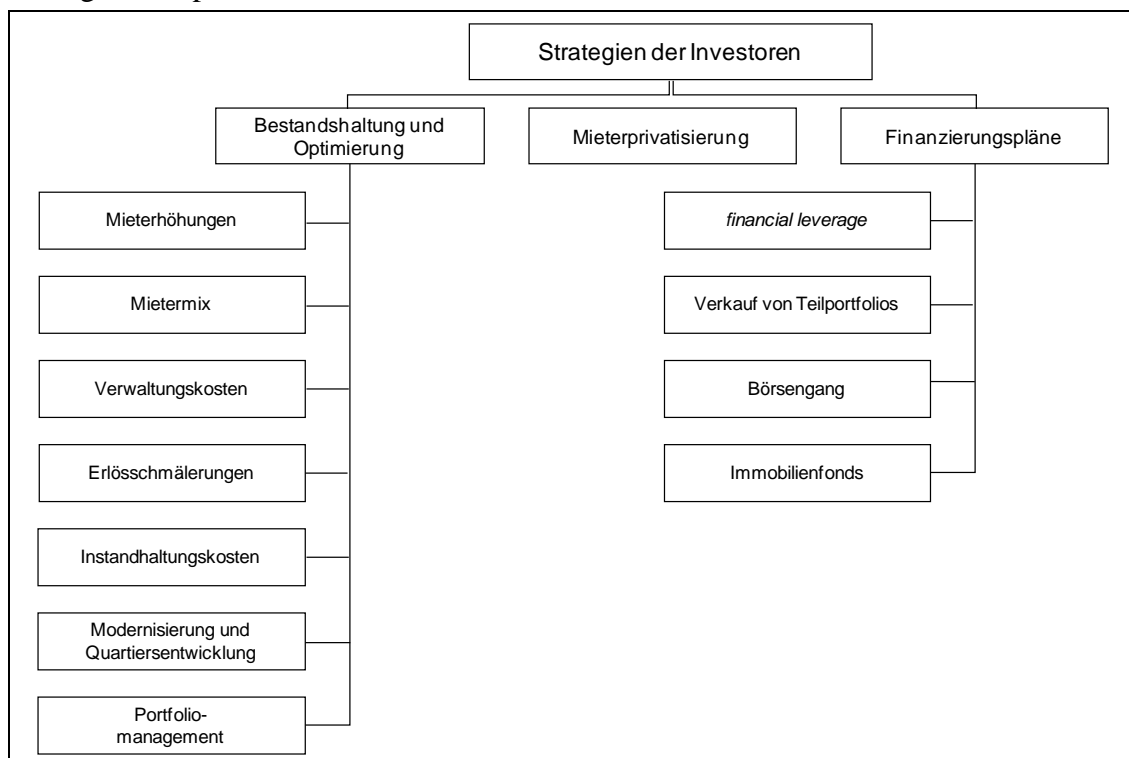 Strategien der Investoren
Bestandshaltung und
Optimierung
Mieterprivatisierung
Finanzierungspläne
Mieterhöhungen
Mietermix
Verwaltungskosten
Erlösschmälerungen
Instandhaltungskosten
Modernisierung und
Quartiersentwicklung
Portfolio-
management
financial leverage
Verkauf von Teilportfolios
Börsengang
Immobilienfonds